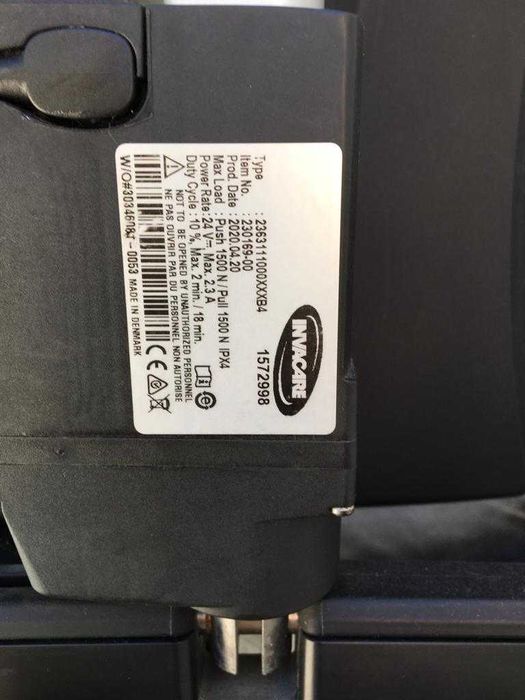 INVACARE
1572998
Type : 2363111000XXXB4
Item No. : 230169-00
Prod. Date : 2020.04.20
Max Load : Push 1500 N / Pull 1500 N IPX4
Power Rate: 24 V⎓ Max. 2.3 A
Duty Cycle : 10 %, Max. 2 min. / 18 min.
NOT TO BE OPENED BY UNAUTHORIZED PERSONNEL
NE PAS OUVRIR PAR DU PERSONNEL NON AUTORISE
CE
MADE IN DENMARK